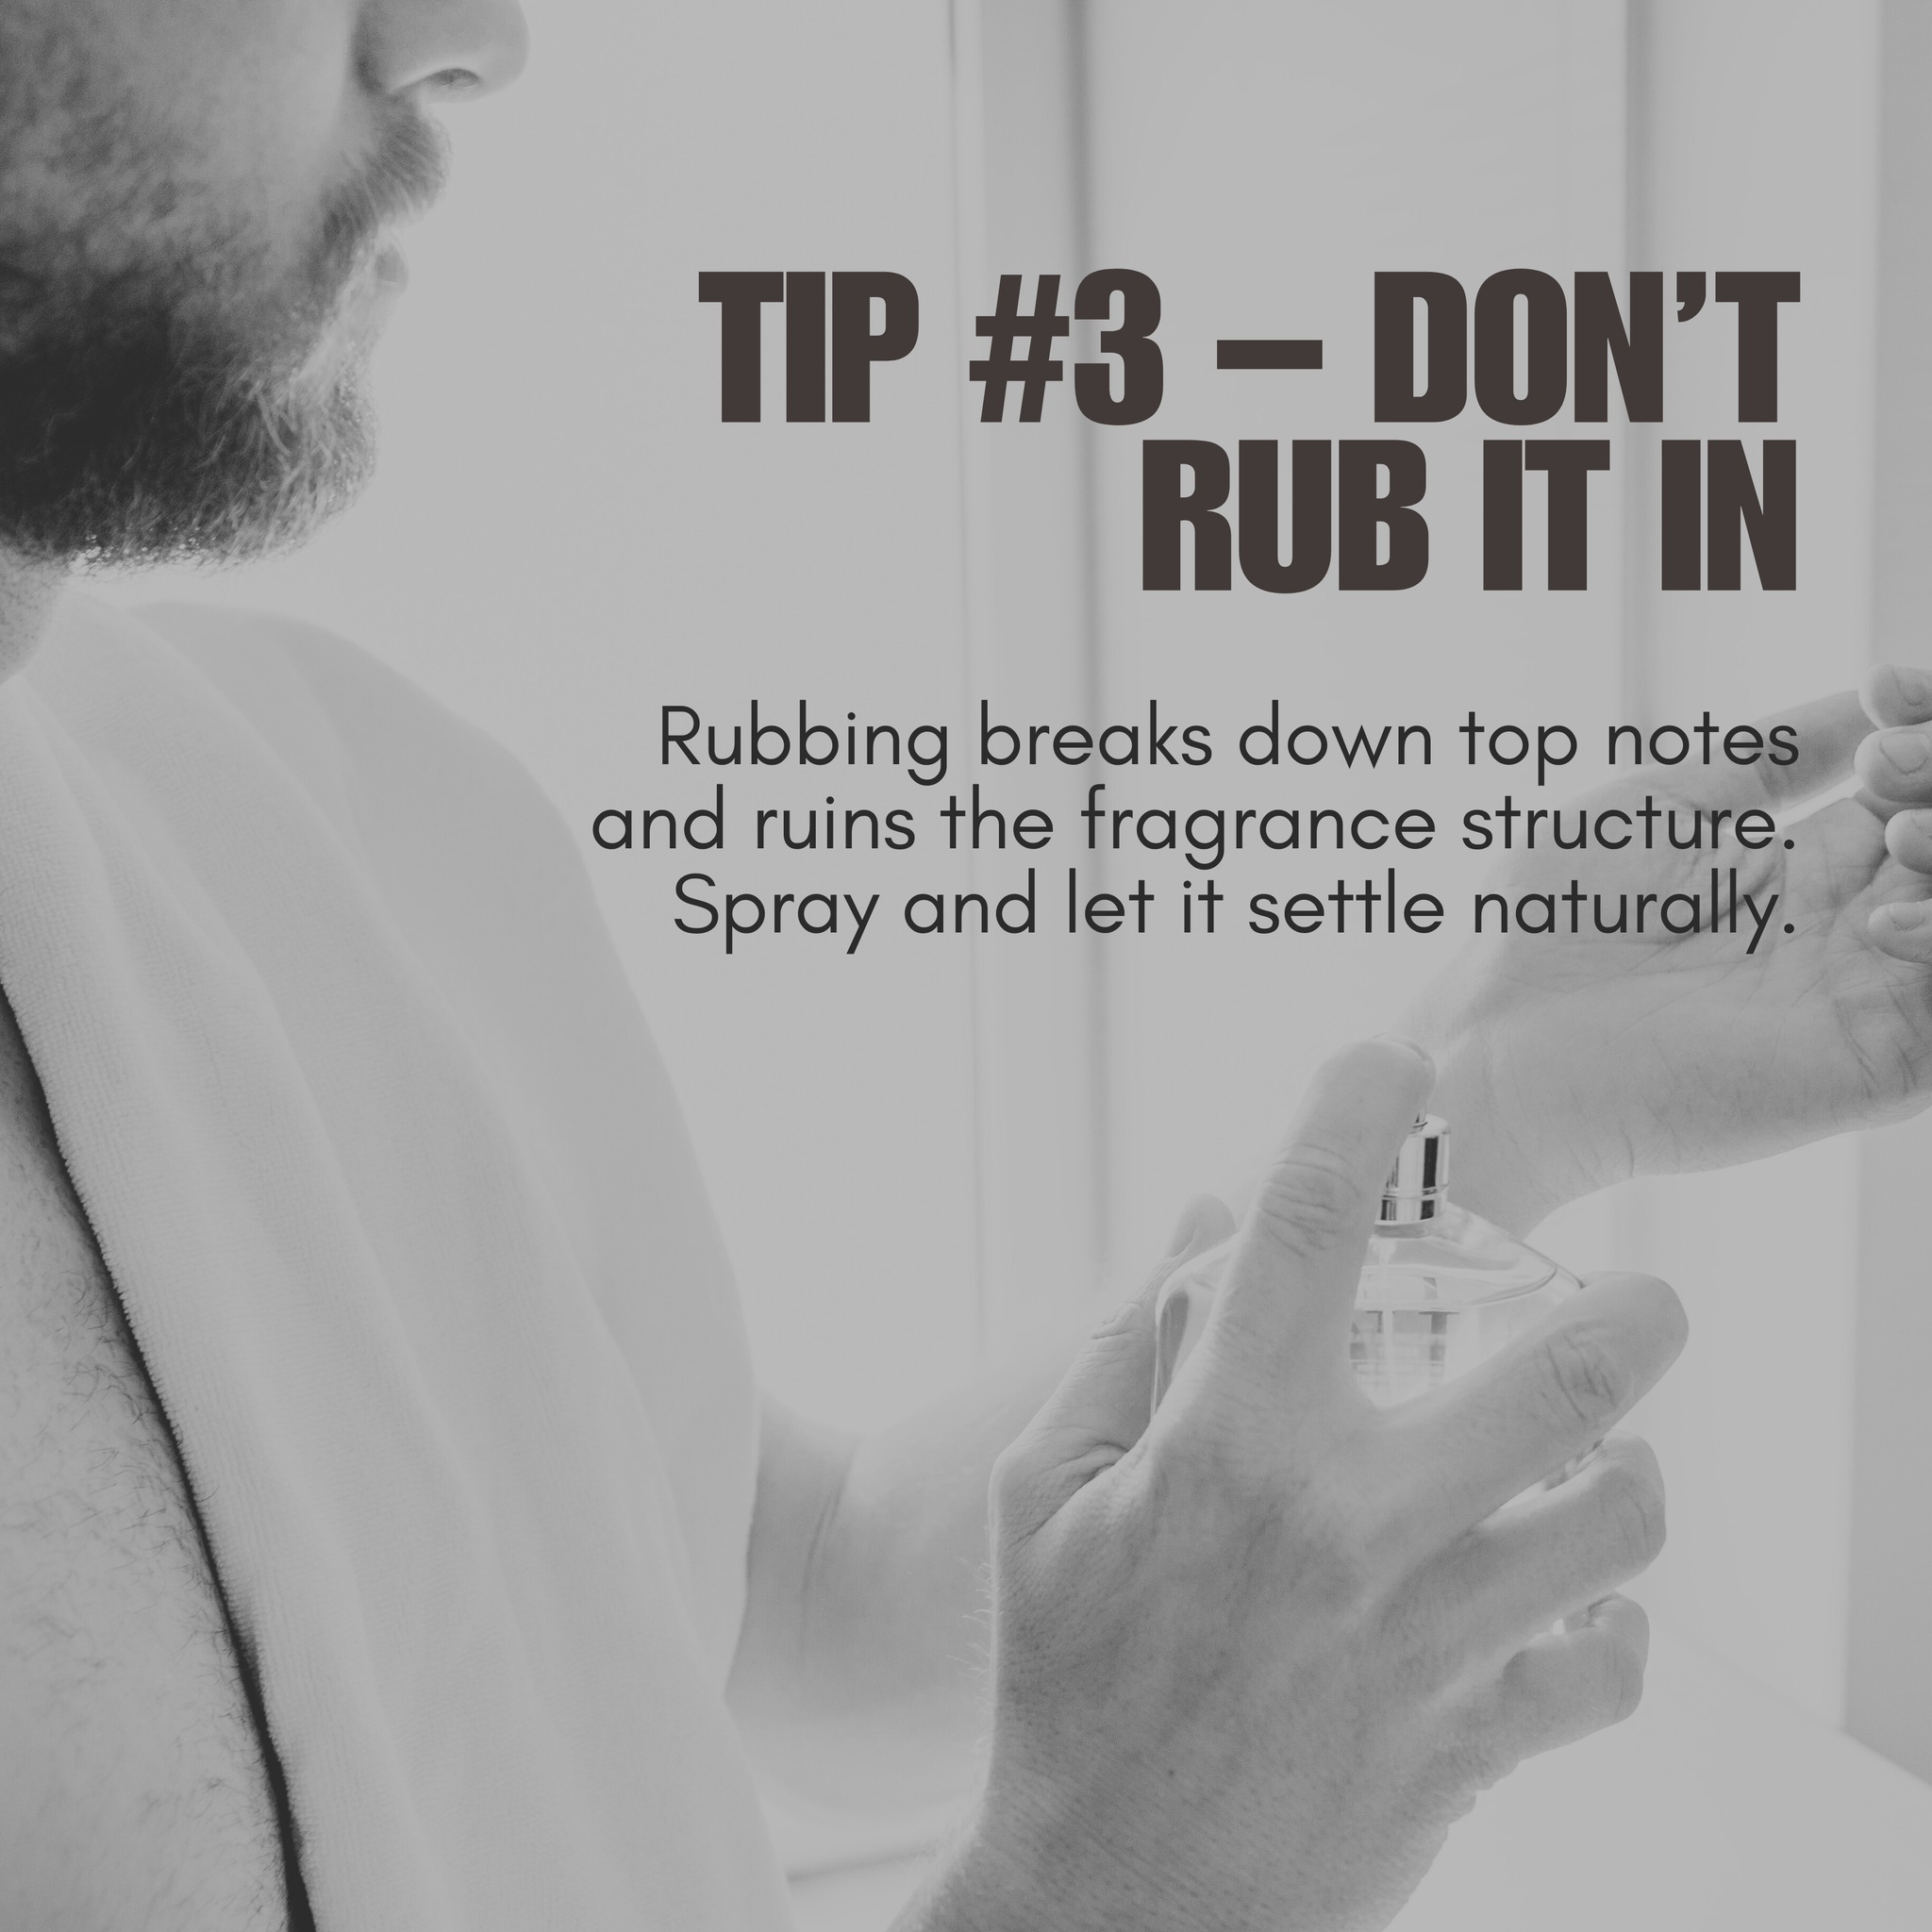 TIP #3 – DON’T
RUB IT IN
Rubbing breaks down top notes
and ruins the fragrance structure.
Spray and let it settle naturally.